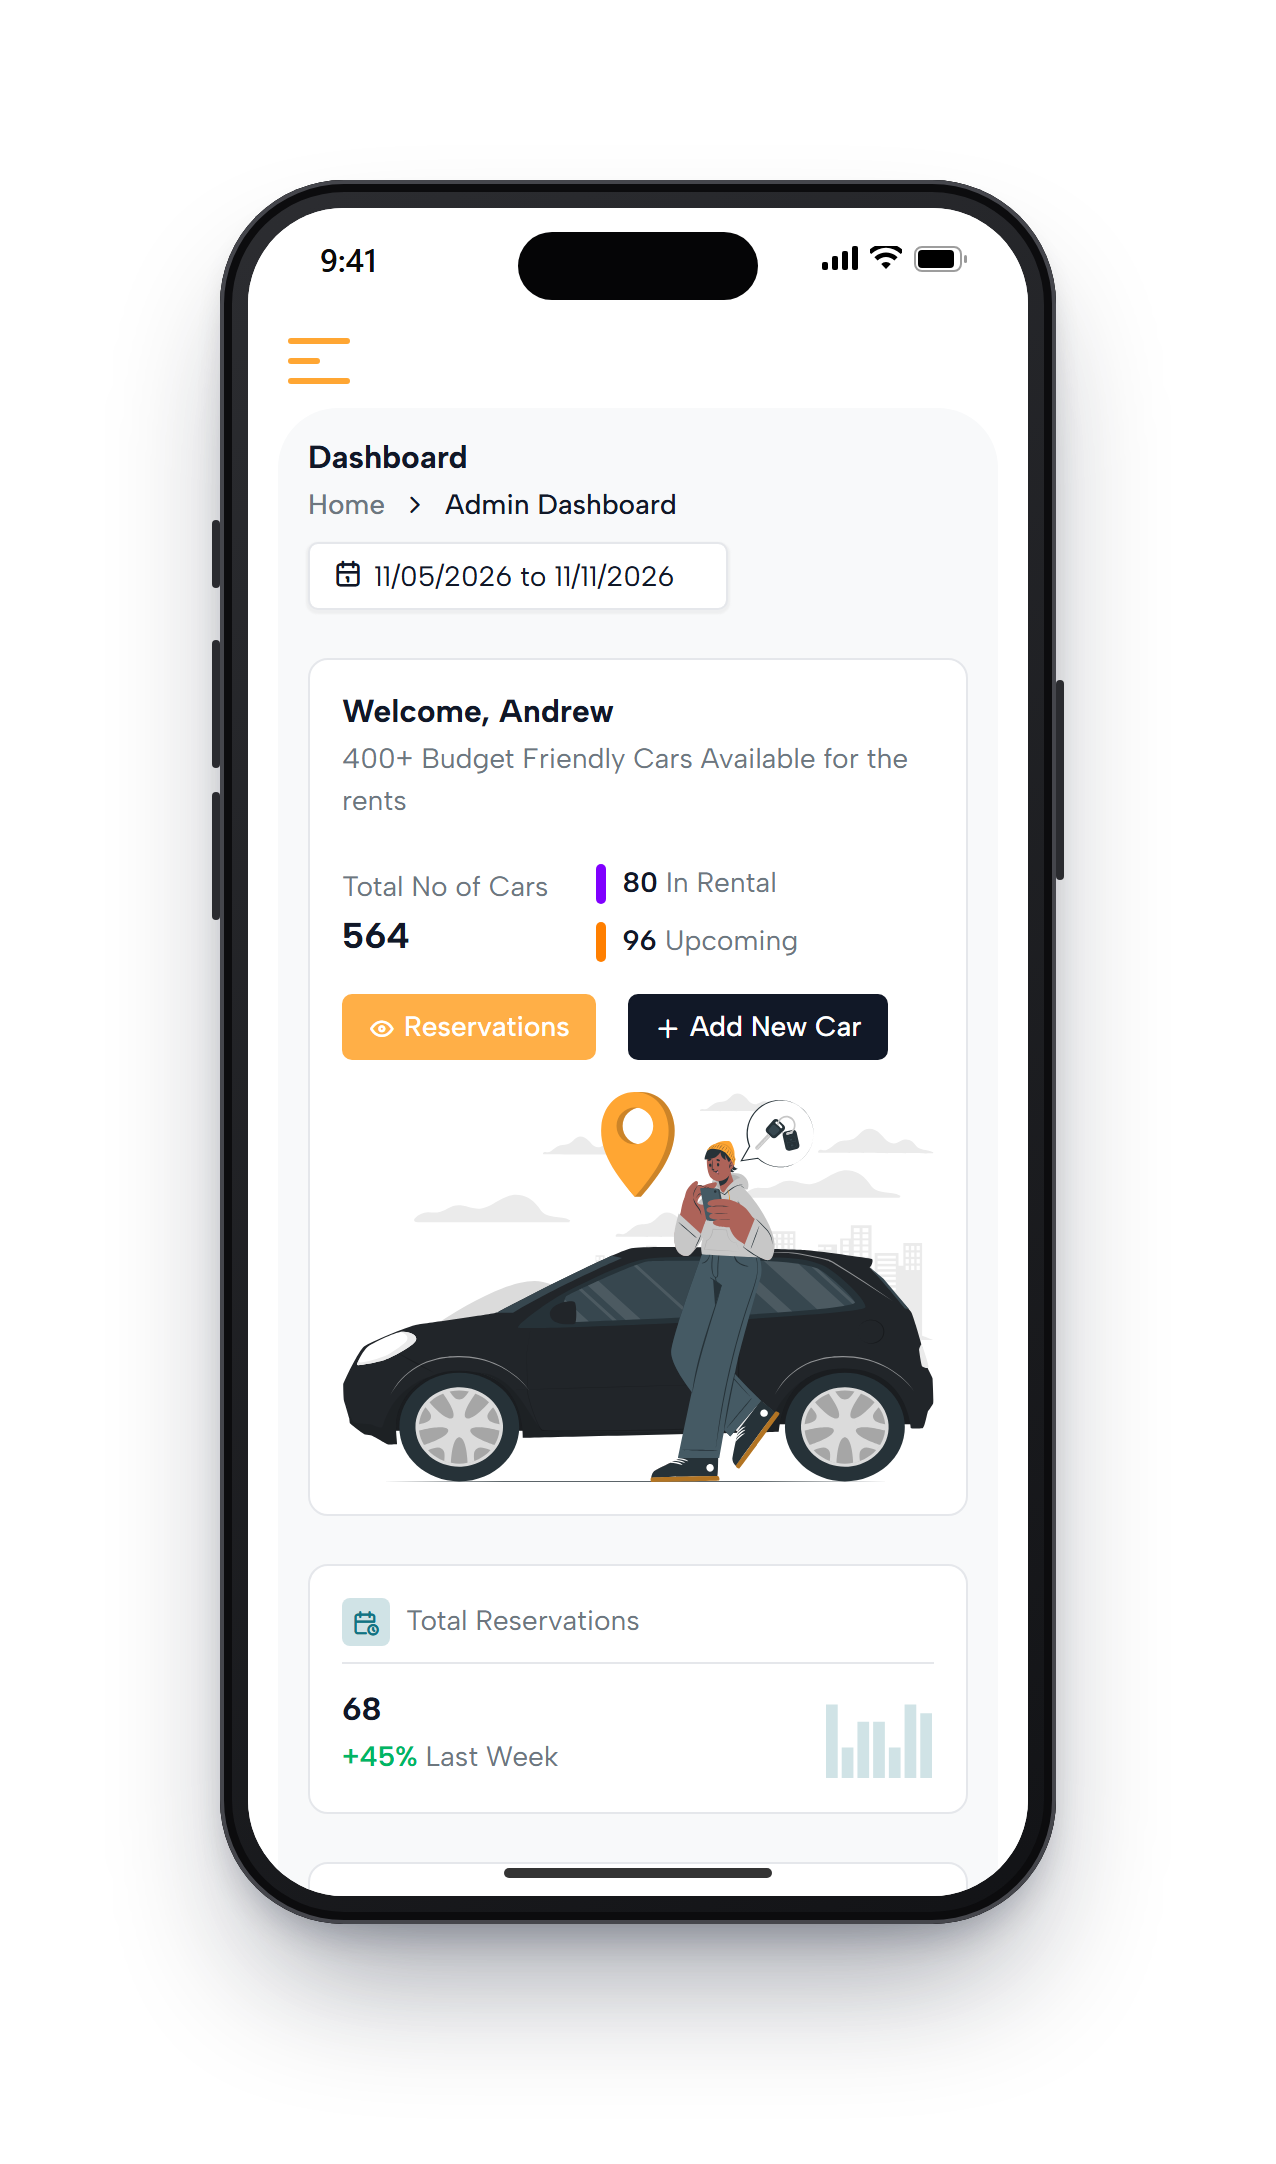 9:41
Dashboard
Home > Admin Dashboard
11/05/2026 to 11/11/2026
Welcome, Andrew
400+ Budget Friendly Cars Available for the
rents
Total No of Cars
564
80 In Rental
96 Upcoming
Reservations
+ Add New Car
Total Reservations
68
+45% Last Week